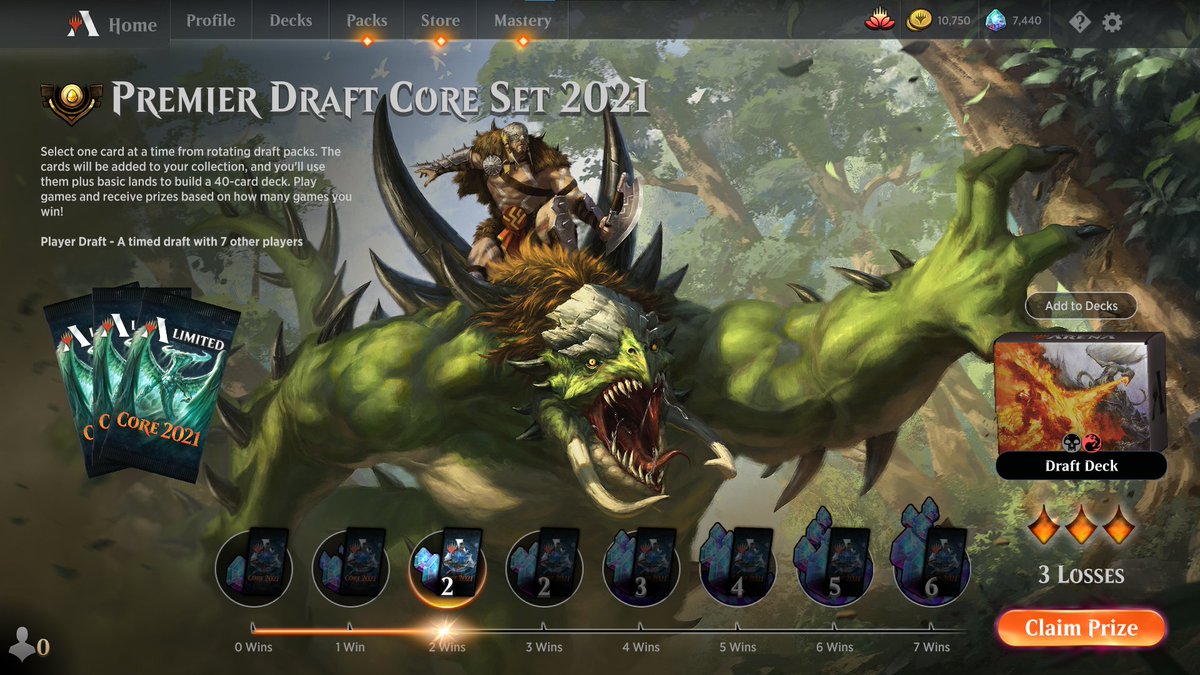 Home
Profile
Decks
Packs
Store
Mastery
10,750
7,440
?
PREMIER DRAFT CORE SET 2021
Select one card at a time from rotating draft packs. The
cards will be added to your collection, and you'll use
them plus basic lands to build a 40-card deck. Play
games and receive prizes based on how many games you
win!
Player Draft - A timed draft with 7 other players
LIMITED
CORE 2021
Add to Decks
ARENA
Draft Deck
3 LOSSES
Claim Prize
2
2
3
4
5
6
0 Wins
1 Win
2 Wins
3 Wins
4 Wins
5 Wins
6 Wins
7 Wins
0